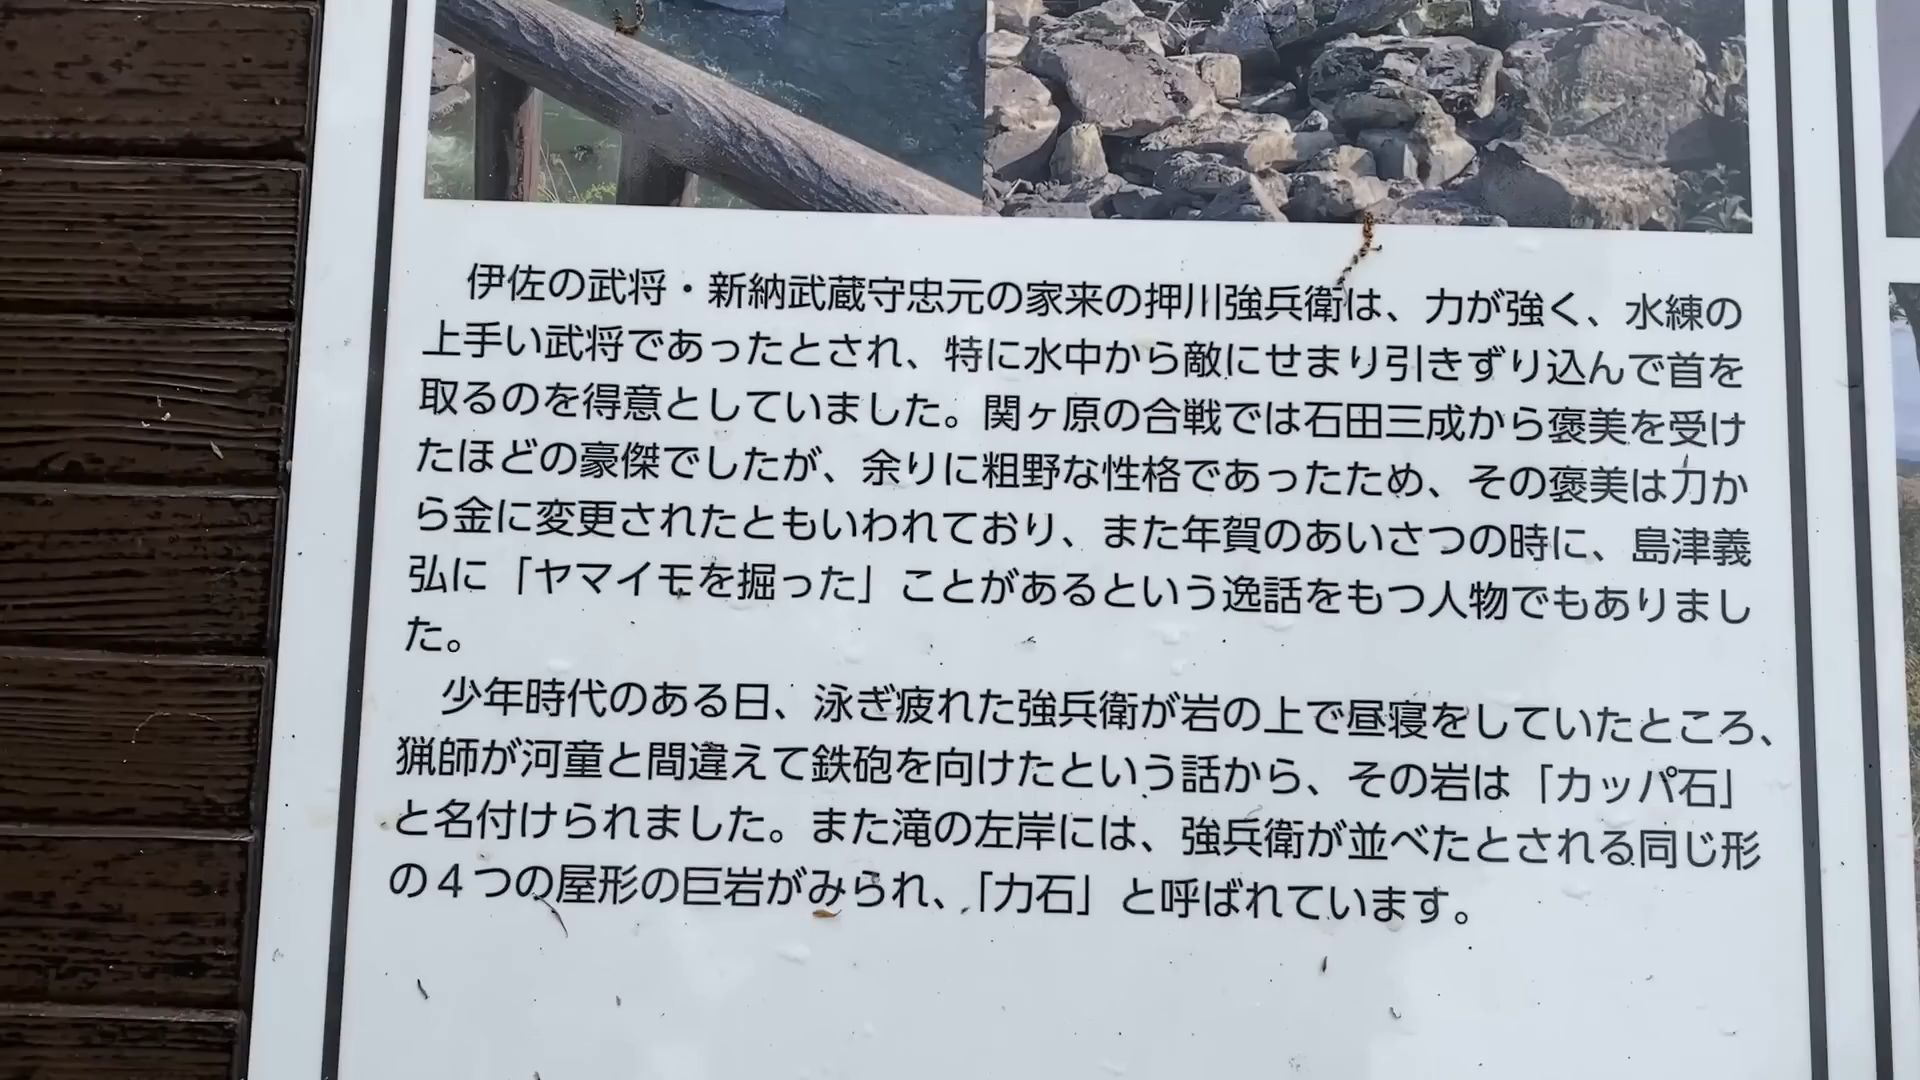 伊佐の武将・新納武蔵守忠元の家来の押川強兵衛は、力が強く、水練の
上手い武将であったとされ、特に水中から敵にせまり引きずり込んで首を
取るのを得意としていました。関ヶ原の合戦では石田三成から褒美を受け
たほどの豪傑でしたが、余りに粗野な性格であったため、その褒美は刀か
ら金に変更されたともいわれており、また年賀のあいさつの時に、島津義
弘に「ヤマイモを掘った」ことがあるという逸話をもつ人物でもありまし
た。
少年時代のある日、泳ぎ疲れた強兵衛が岩の上で昼寝をしていたところ、
猟師が河童と間違えて鉄砲を向けたという話から、その岩は「カッパ石」
と名付けられました。また滝の左岸には、強兵衛が並べたとされる同じ形
の４つの屋形の巨岩がみられ、「力石」と呼ばれています。